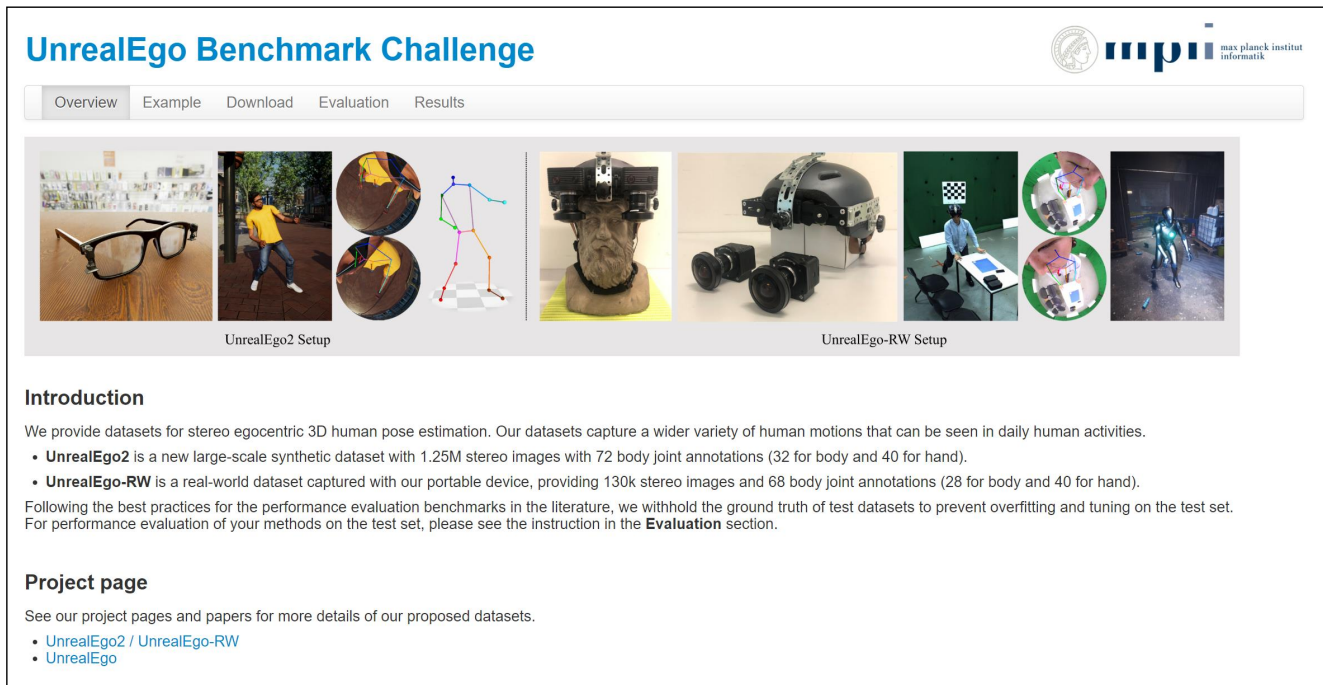 UnrealEgo Benchmark Challenge
mpii max planck institut
informatik
Overview Example Download Evaluation Results
UnrealEgo2 Setup UnrealEgo-RW Setup
Introduction
We provide datasets for stereo egocentric 3D human pose estimation. Our datasets capture a wider variety of human motions that can be seen in daily human activities.
• UnrealEgo2 is a new large-scale synthetic dataset with 1.25M stereo images with 72 body joint annotations (32 for body and 40 for hand).
• UnrealEgo-RW is a real-world dataset captured with our portable device, providing 130k stereo images and 68 body joint annotations (28 for body and 40 for hand).
Following the best practices for the performance evaluation benchmarks in the literature, we withhold the ground truth of test datasets to prevent overfitting and tuning on the test set.
For performance evaluation of your methods on the test set, please see the instruction in the Evaluation section.
Project page
See our project pages and papers for more details of our proposed datasets.
• UnrealEgo2 / UnrealEgo-RW
• UnrealEgo